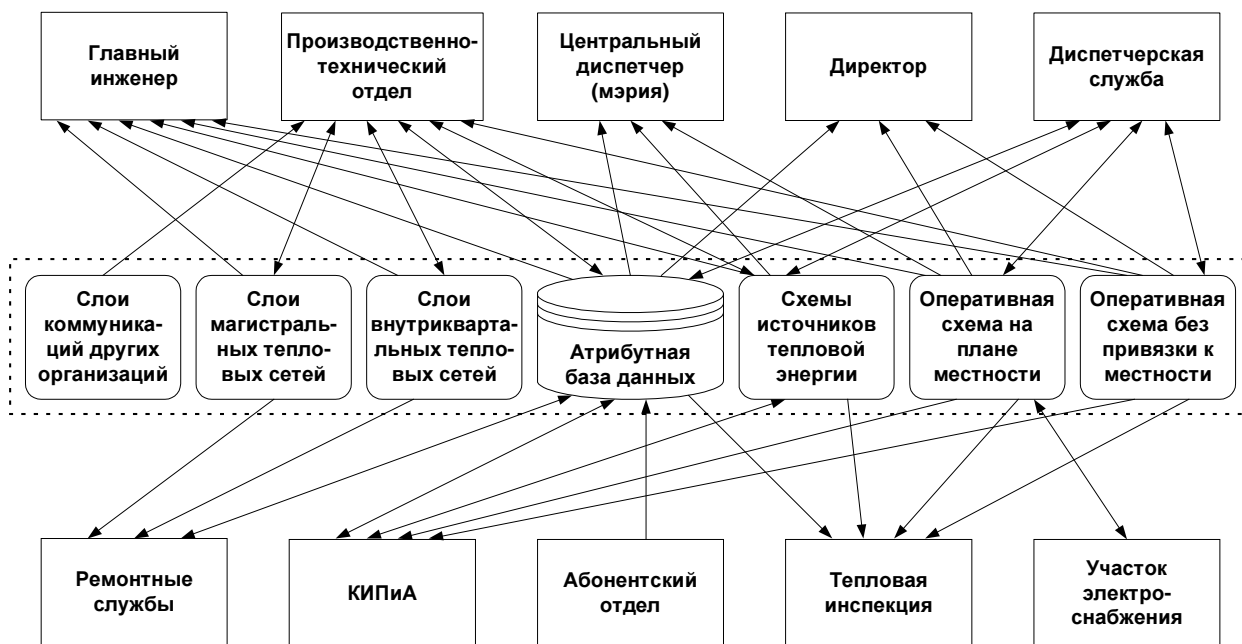 Главный
инженер
Производственно-
технический
отдел
Центральный
диспетчер
(мэрия)
Директор
Диспетчерская
служба
Слои
коммуника-
ций других
организаций
Слои
магистраль-
ных тепло-
вых сетей
Слои
внутрикварта-
льных тепло-
вых сетей
Атрибутная
база данных
Схемы
источников
тепловой
энергии
Оперативная
схема на
плане
местности
Оперативная
схема без
привязки к
местности
Ремонтные
службы
КИПиА
Абонентский
отдел
Тепловая
инспекция
Участок
электро-
снабжения